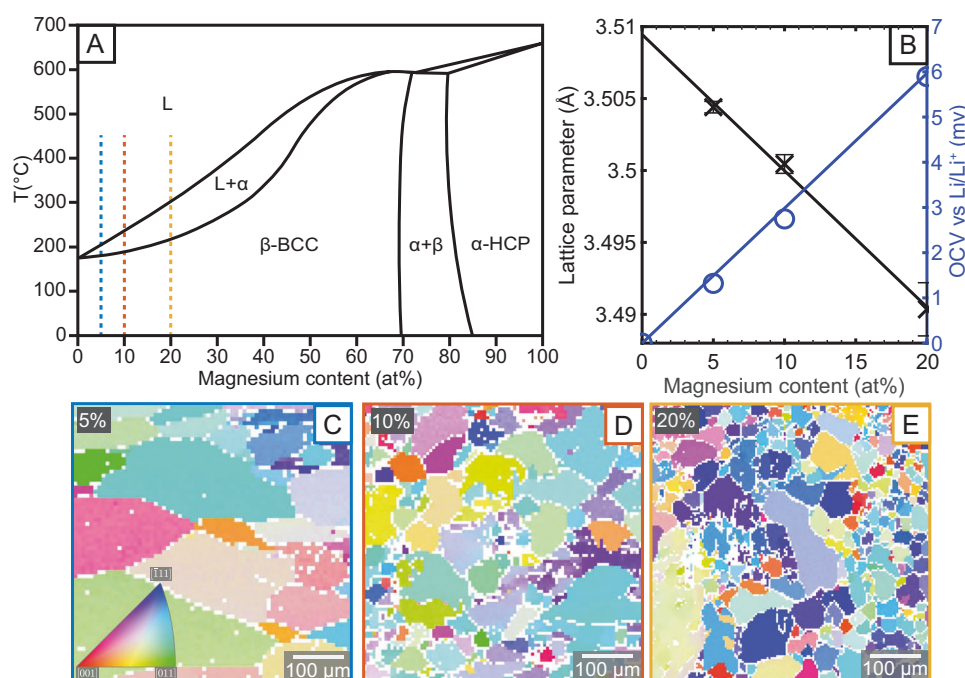 A
T(°C)
700
600
500
400
300
200
100
0
L
L+α
β-BCC
α+β
α-HCP
0 10 20 30 40 50 60 70 80 90 100
Magnesium content (at%)
B
Lattice parameter (Å)
3.51
3.505
3.5
3.495
3.49
OCV vs Li/Li⁺ (mv)
7
6
5
4
3
2
1
0
0 5 10 15 20
Magnesium content (at%)
5%
C
[1̅11]
[001]
[011]
100 µm
10%
D
100 µm
20%
E
100 µm